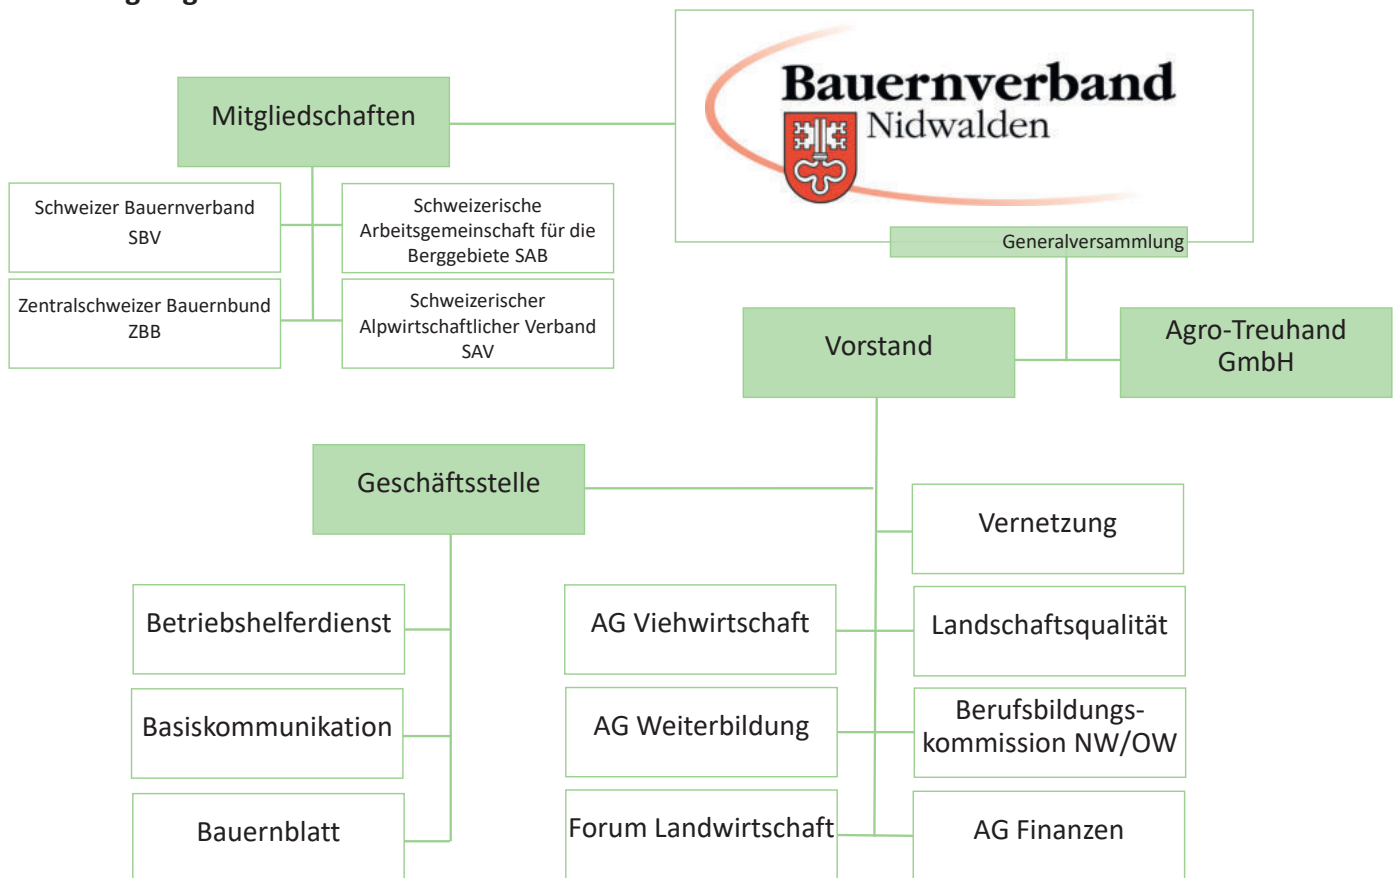 Bauernverband
Nidwalden
Generalversammlung
Mitgliedschaften
Schweizer Bauernverband
SBV
Schweizerische
Arbeitsgemeinschaft für die
Berggebiete SAB
Zentralschweizer Bauernbund
ZBB
Schweizerischer
Alpwirtschaftlicher Verband
SAV
Vorstand
Agro-Treuhand
GmbH
Geschäftsstelle
Vernetzung
Betriebshelferdienst
AG Viehwirtschaft
Landschaftsqualität
Basiskommunikation
AG Weiterbildung
Berufsbildungs-
kommission NW/OW
Bauernblatt
Forum Landwirtschaft
AG Finanzen